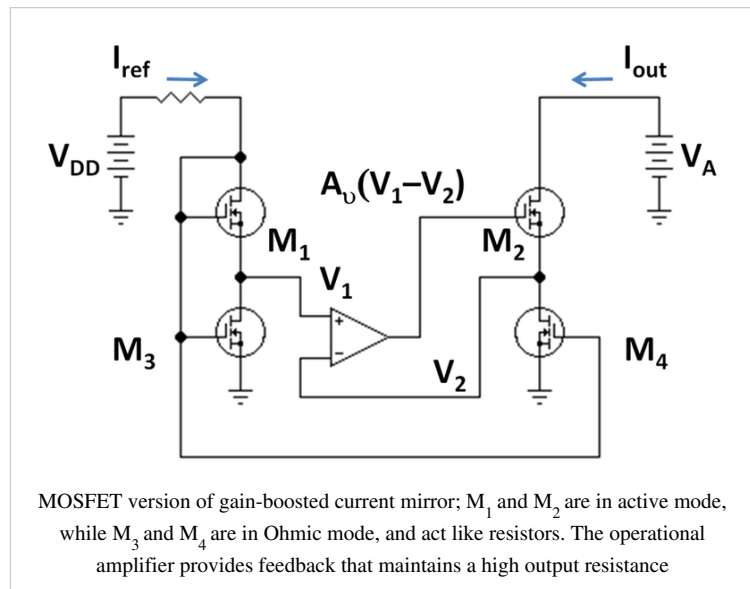 I_ref
I_out
V_DD
V_A
A_υ(V_1–V_2)
M_1
M_2
V_1
+
–
M_3
V_2
M_4
MOSFET version of gain-boosted current mirror; M_1 and M_2 are in active mode,
while M_3 and M_4 are in Ohmic mode, and act like resistors. The operational
amplifier provides feedback that maintains a high output resistance